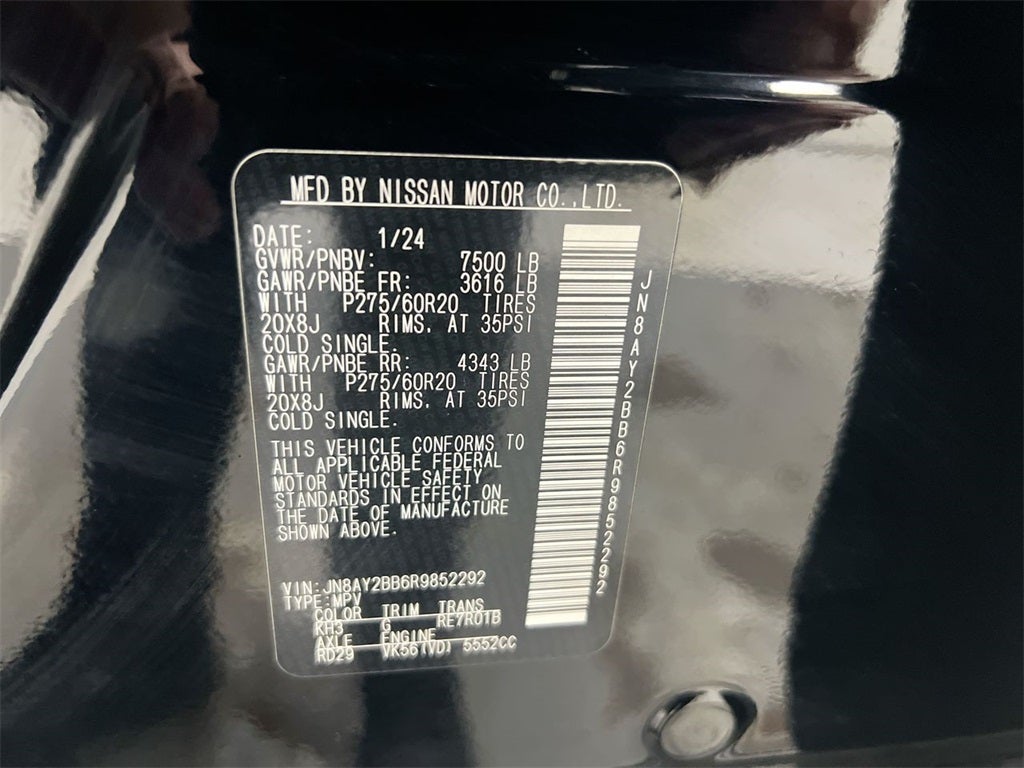 MFD BY NISSAN MOTOR CO.,LTD.
DATE: 1/24
GVWR/PNBV: 7500 LB
GAWR/PNBE FR: 3616 LB
WITH P275/60R20 TIRES
20X8J RIMS, AT 35PSI
COLD SINGLE.
GAWR/PNBE RR: 4343 LB
WITH P275/60R20 TIRES
20X8J RIMS, AT 35PSI
COLD SINGLE.
THIS VEHICLE CONFORMS TO
ALL APPLICABLE FEDERAL
MOTOR VEHICLE SAFETY
STANDARDS IN EFFECT ON
THE DATE OF MANUFACTURE
SHOWN ABOVE.
VIN:JN8AY2BB6R9852292
TYPE:MPV
COLOR TRIM TRANS
KH3 G RE7R01B
AXLE ENGINE
RD29 VK56(VD) 5552CC
JN8AY2BB6R9852292